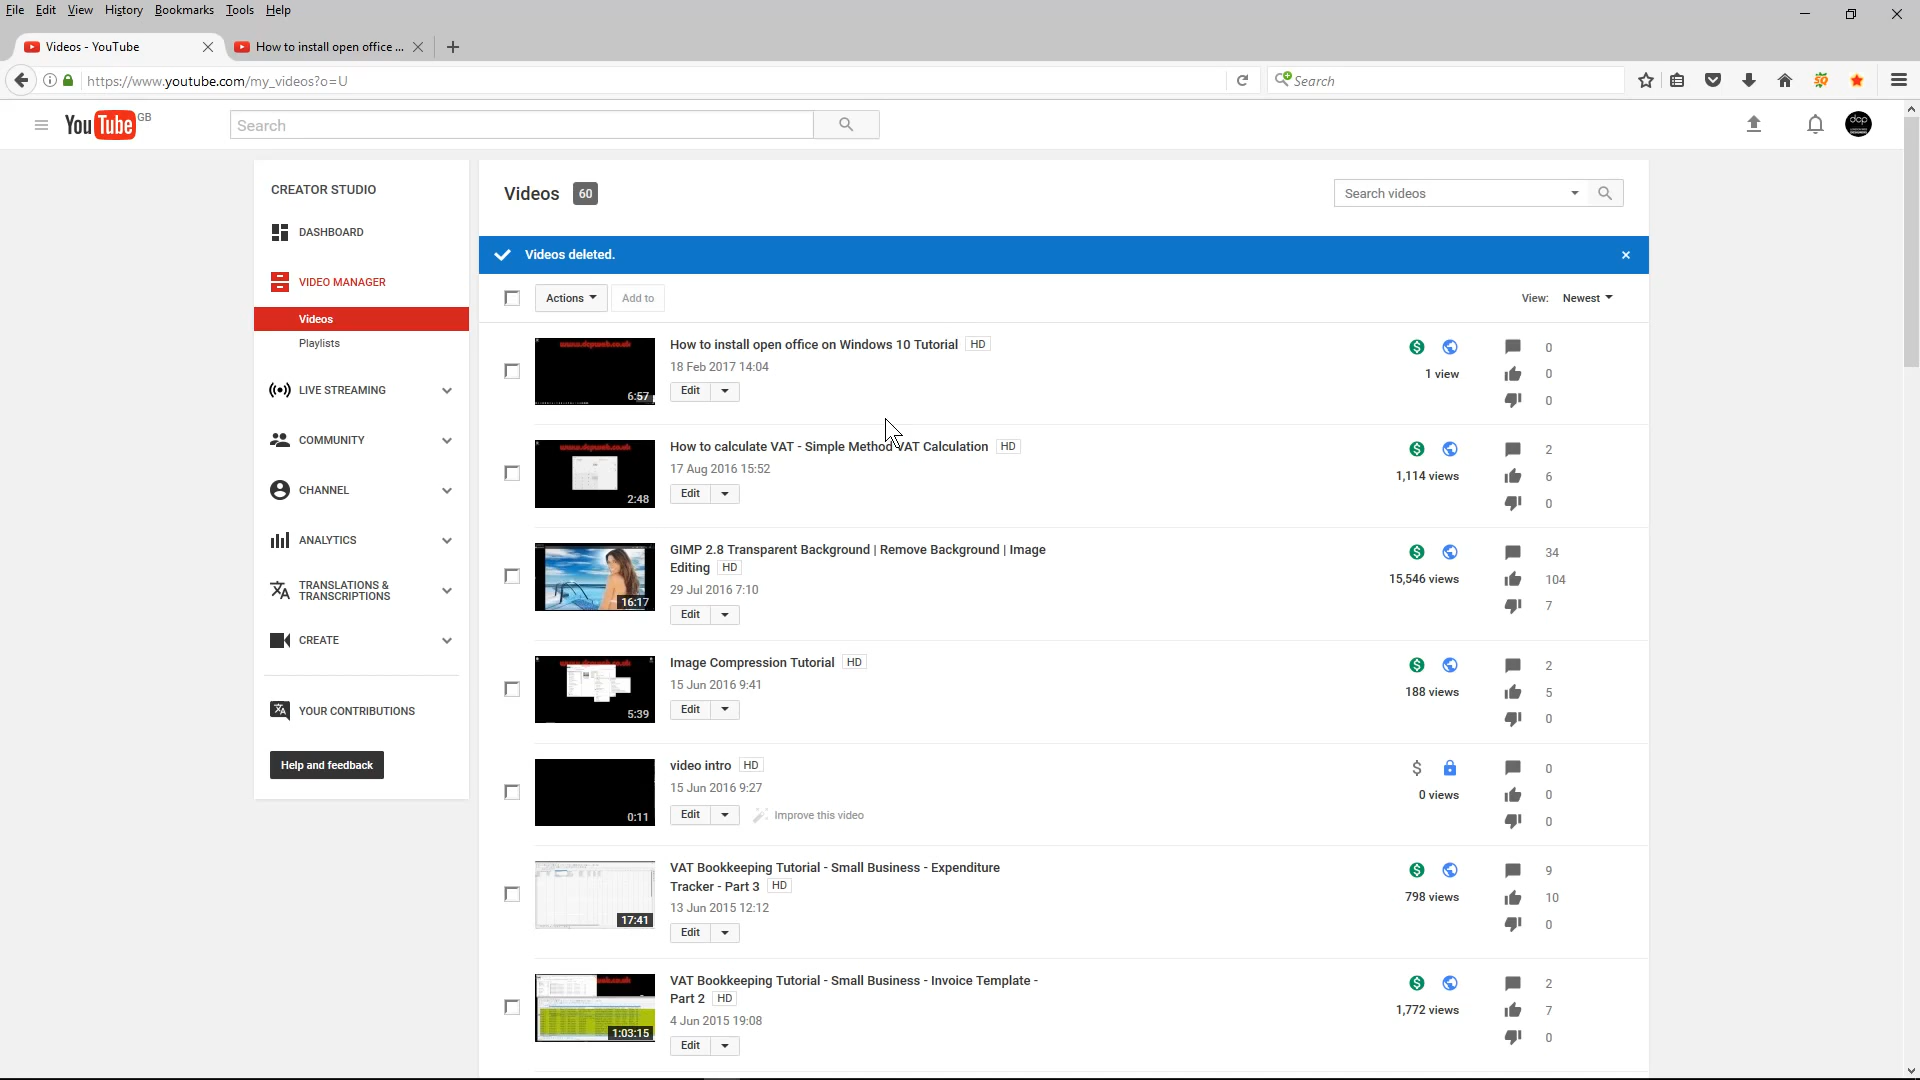 File Edit View History Bookmarks Tools Help
Videos - YouTube
How to install open office ...
https://www.youtube.com/my_videos?o=U
Search
YouTube GB
Search
CREATOR STUDIO
DASHBOARD
VIDEO MANAGER
Videos
Playlists
LIVE STREAMING
COMMUNITY
CHANNEL
ANALYTICS
TRANSLATIONS &
TRANSCRIPTIONS
CREATE
YOUR CONTRIBUTIONS
Help and feedback
Videos 60
Search videos
Videos deleted.
Actions Add to
View: Newest
How to install open office on Windows 10 Tutorial HD
18 Feb 2017 14:04
Edit
6:57
1 view
0
0
0
How to calculate VAT - Simple Method VAT Calculation HD
17 Aug 2016 15:52
Edit
2:48
1,114 views
2
6
0
GIMP 2.8 Transparent Background | Remove Background | Image
Editing HD
29 Jul 2016 7:10
Edit
16:17
15,546 views
34
104
7
Image Compression Tutorial HD
15 Jun 2016 9:41
Edit
5:39
188 views
2
5
0
video intro HD
15 Jun 2016 9:27
Edit Improve this video
0:11
0 views
0
0
0
VAT Bookkeeping Tutorial - Small Business - Expenditure
Tracker - Part 3 HD
13 Jun 2015 12:12
Edit
17:41
798 views
9
10
0
VAT Bookkeeping Tutorial - Small Business - Invoice Template -
Part 2 HD
4 Jun 2015 19:08
Edit
1:03:15
1,772 views
2
7
0